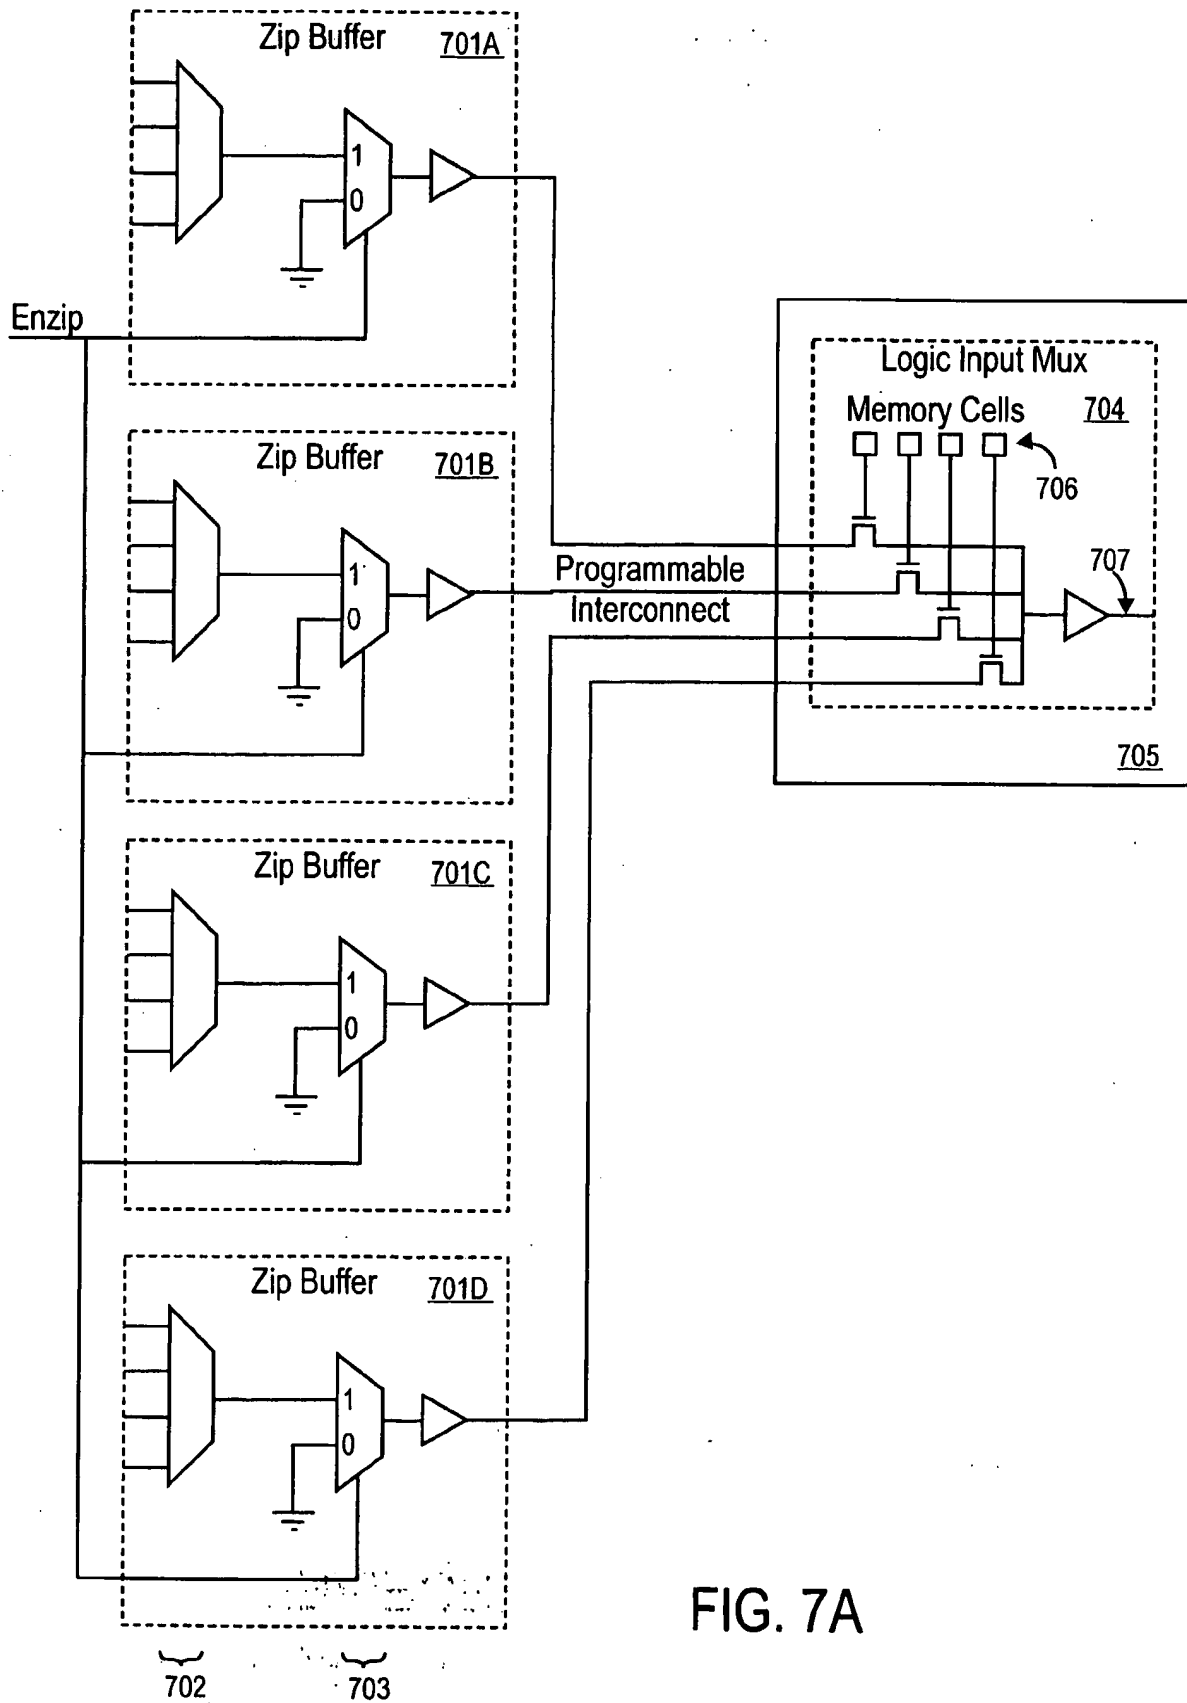 Zip Buffer 701A
1
0
Enzip
Zip Buffer 701B
1
0
Zip Buffer 701C
1
0
Zip Buffer 701D
1
0
702
703
Programmable
Interconnect
Logic Input Mux
Memory Cells 704
706
707
705
FIG. 7A